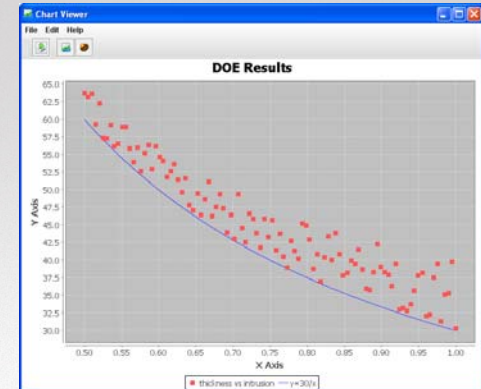 Chart Viewer
File Edit Help
DOE Results
Y Axis
65.0
62.5
60.0
57.5
55.0
52.5
50.0
47.5
45.0
42.5
40.0
37.5
35.0
32.5
30.0
0.50 0.55 0.60 0.65 0.70 0.75 0.80 0.85 0.90 0.95 1.00
X Axis
thickness vs intrusion y=30/x